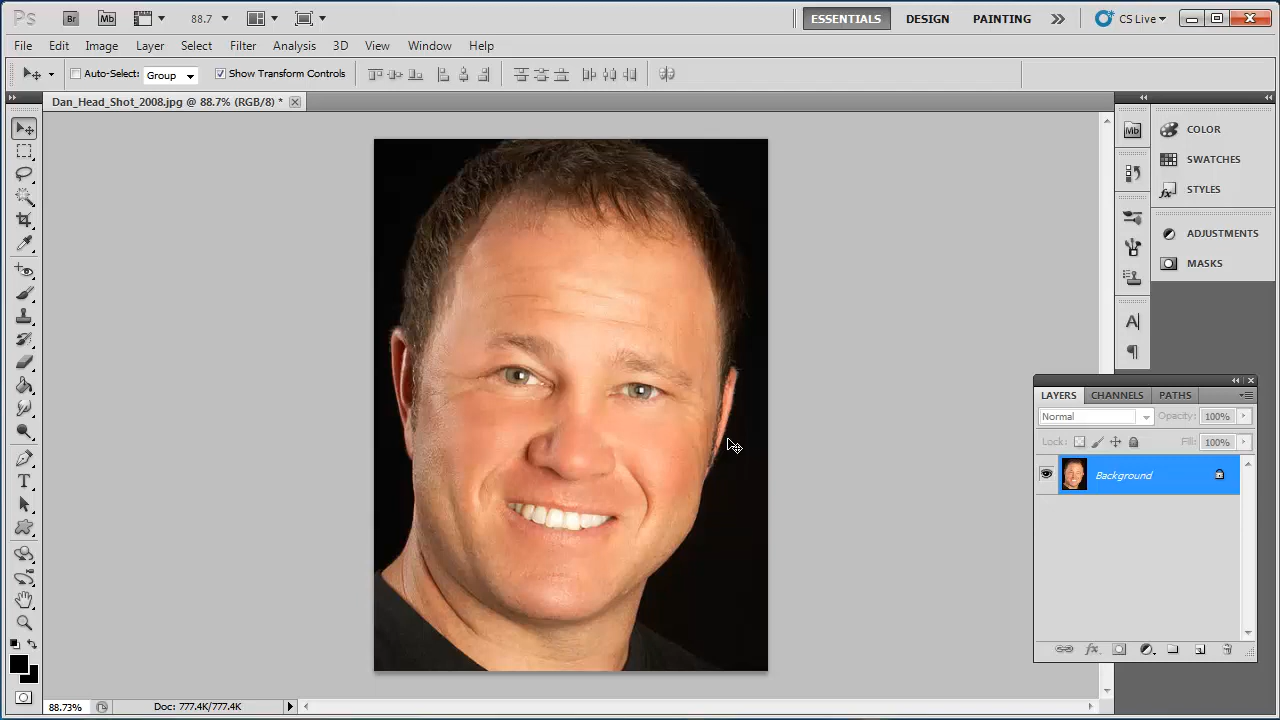 Ps Br Mb 88.7 ESSENTIALS DESIGN PAINTING CS Live
File Edit Image Layer Select Filter Analysis 3D View Window Help
Auto-Select: Group Show Transform Controls
Dan_Head_Shot_2008.jpg @ 88.7% (RGB/8) *
Mb
COLOR
SWATCHES
STYLES
ADJUSTMENTS
MASKS
LAYERS CHANNELS PATHS
Normal Opacity: 100%
Lock: Fill: 100%
Background
88.73% Doc: 777.4K/777.4K